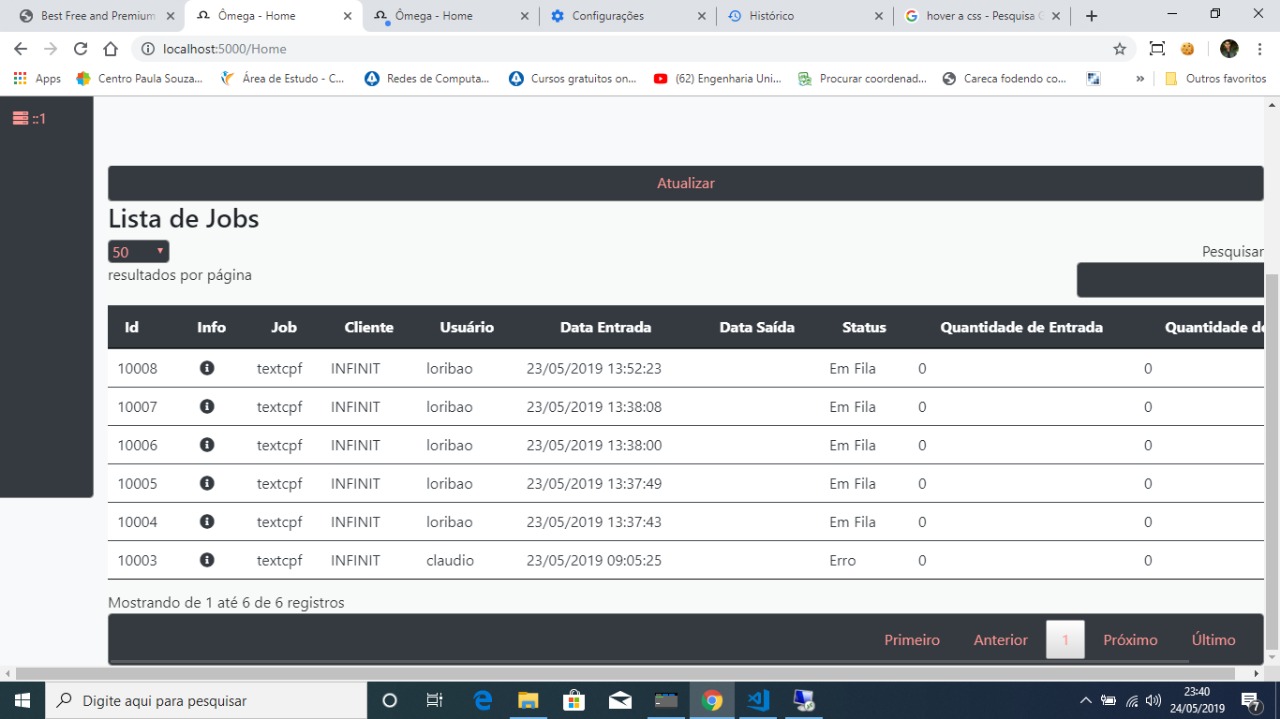 Best Free and Premium
Ômega - Home
Ômega - Home
Configurações
Histórico
hover a css - Pesquisa G
localhost:5000/Home
Apps
Centro Paula Souza...
Área de Estudo - C...
Redes de Computa...
Cursos gratuitos on...
(62) Engenharia Uni...
Procurar coordenad...
Careca fodendo co...
»
Outros favoritos
::1
Atualizar
Lista de Jobs
50
Pesquisar
resultados por página
Id Info Job Cliente Usuário Data Entrada Data Saída Status Quantidade de Entrada Quantidade de
10008 textcpf INFINIT loribao 23/05/2019 13:52:23 Em Fila 0 0
10007 textcpf INFINIT loribao 23/05/2019 13:38:08 Em Fila 0 0
10006 textcpf INFINIT loribao 23/05/2019 13:38:00 Em Fila 0 0
10005 textcpf INFINIT loribao 23/05/2019 13:37:49 Em Fila 0 0
10004 textcpf INFINIT loribao 23/05/2019 13:37:43 Em Fila 0 0
10003 textcpf INFINIT claudio 23/05/2019 09:05:25 Erro 0 0
Mostrando de 1 até 6 de 6 registros
Primeiro Anterior 1 Próximo Último
Digite aqui para pesquisar
23:40
24/05/2019
7